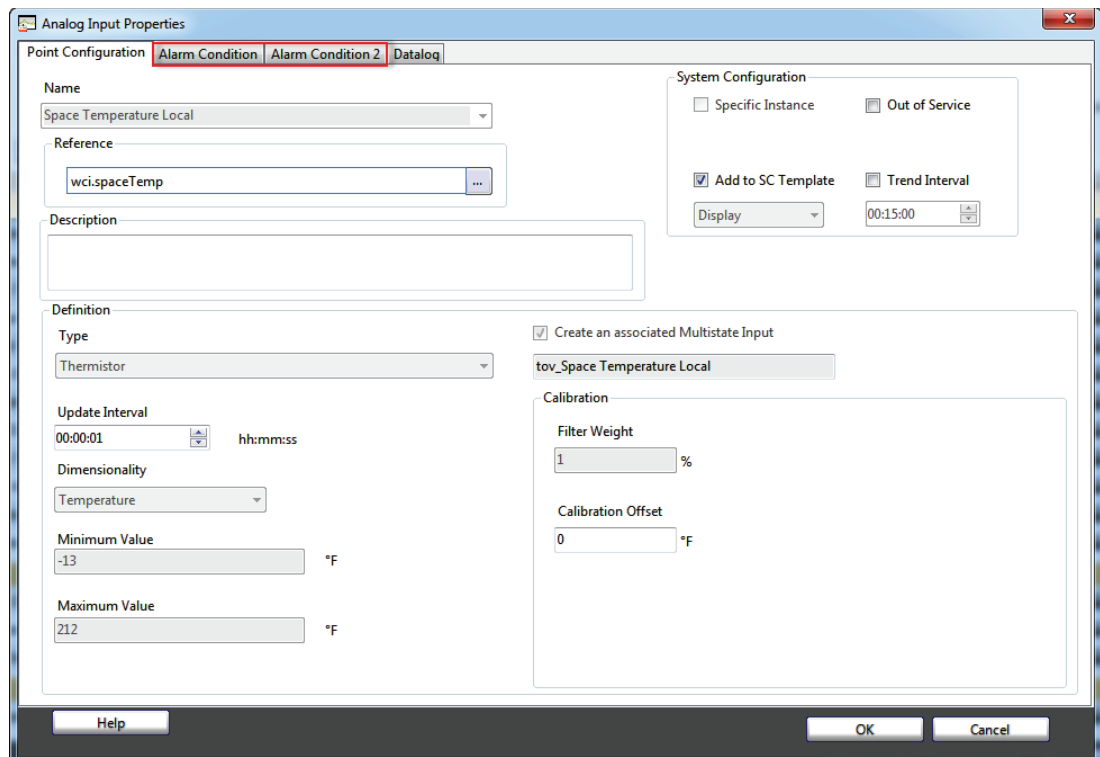 Analog Input Properties
Point Configuration Alarm Condition Alarm Condition 2 Datalog
Name
Space Temperature Local
Reference
wci.spaceTemp ...
Description
System Configuration
Specific Instance Out of Service
Add to SC Template Trend Interval
Display 00:15:00
Definition
Type
Thermistor
Update Interval
00:00:01 hh:mm:ss
Dimensionality
Temperature
Minimum Value
-13 °F
Maximum Value
212 °F
Create an associated Multistate Input
tov_Space Temperature Local
Calibration
Filter Weight
1 %
Calibration Offset
0 °F
Help OK Cancel